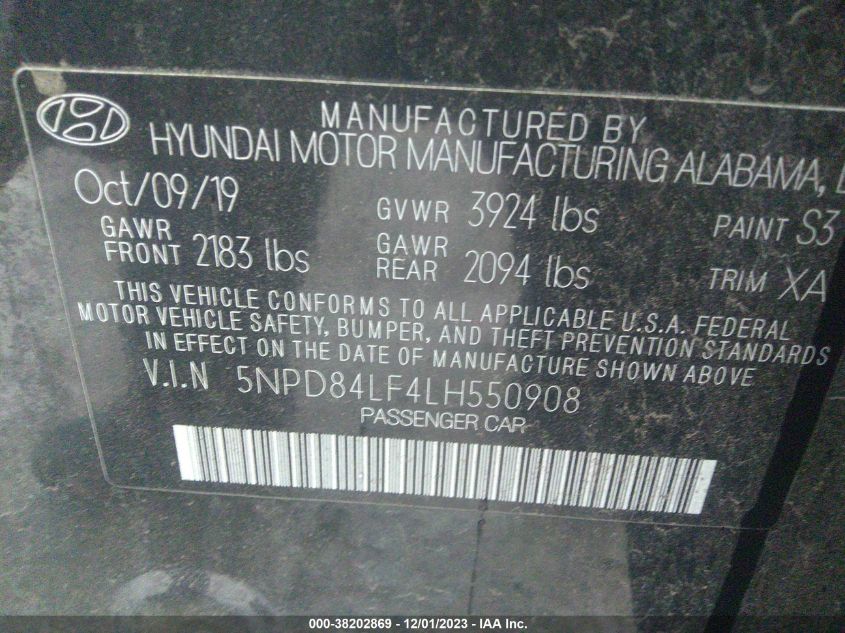 MANUFACTURED BY
HYUNDAI MOTOR MANUFACTURING ALABAMA,
Oct/09/19 GVWR 3924 lbs PAINT S3
GAWR FRONT 2183 lbs GAWR REAR 2094 lbs TRIM XA
THIS VEHICLE CONFORMS TO ALL APPLICABLE U.S.A. FEDERAL
MOTOR VEHICLE SAFETY, BUMPER, AND THEFT PREVENTION STANDARDS
IN EFFECT ON THE DATE OF MANUFACTURE SHOWN ABOVE
V.I.N 5NPD84LF4LH550908
PASSENGER CAR
000-38202869 - 12/01/2023 - IAA Inc.